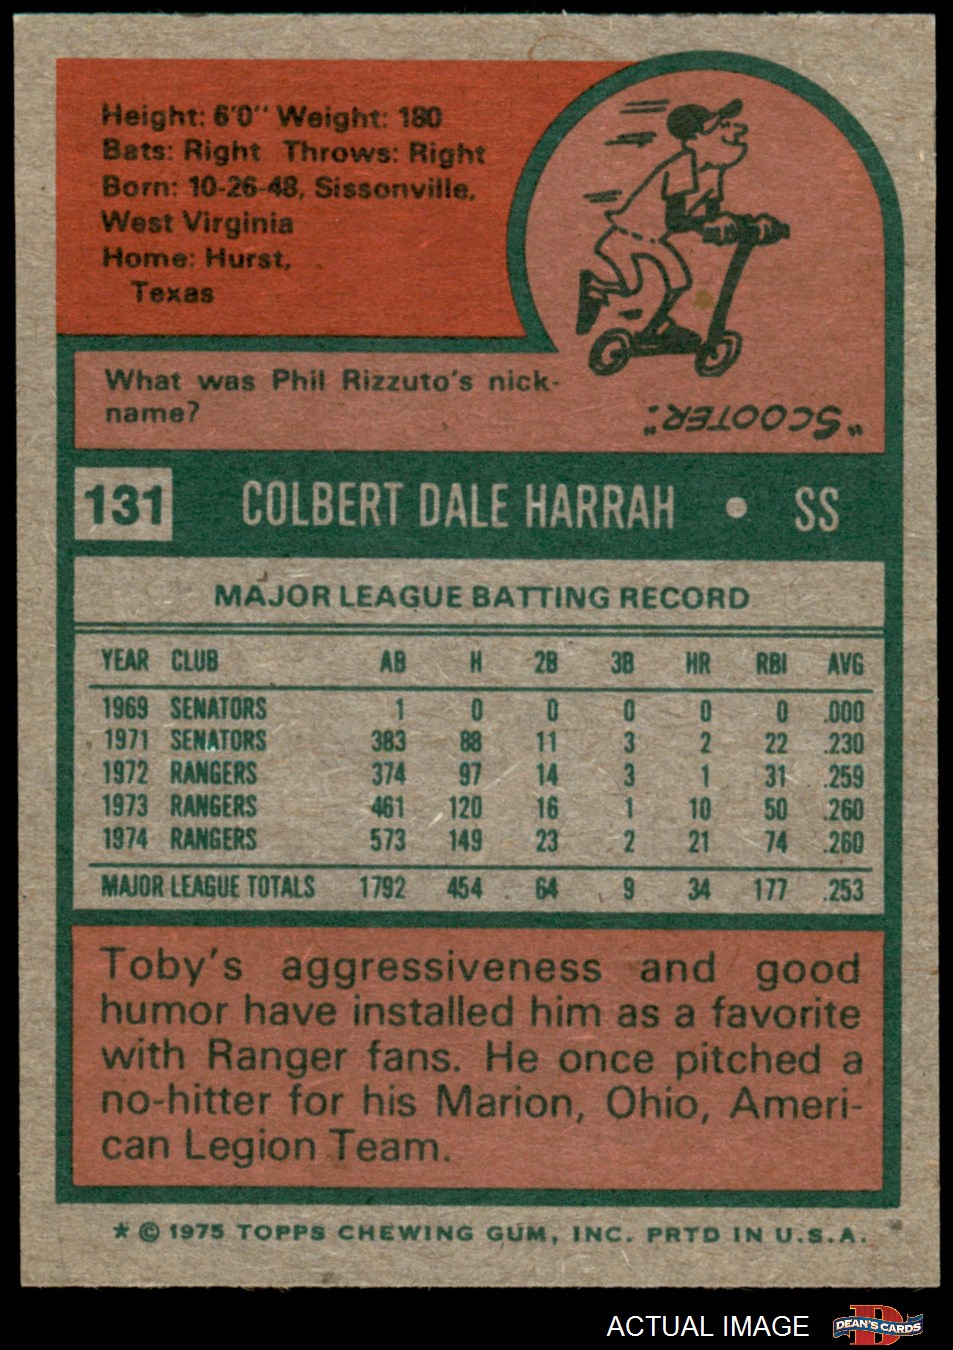 Height: 6'0" Weight: 180
Bats: Right Throws: Right
Born: 10-26-48, Sissonville,
West Virginia
Home: Hurst,
Texas
What was Phil Rizzuto's nick-
name?
"SCOOTER."
131 COLBERT DALE HARRAH • SS
MAJOR LEAGUE BATTING RECORD
YEAR CLUB AB H 2B 3B HR RBI AVG
1969 SENATORS 1 0 0 0 0 0 .000
1971 SENATORS 383 88 11 3 2 22 .230
1972 RANGERS 374 97 14 3 1 31 .259
1973 RANGERS 461 120 16 1 10 50 .260
1974 RANGERS 573 149 23 2 21 74 .260
MAJOR LEAGUE TOTALS 1792 454 64 9 34 177 .253
Toby's aggressiveness and good
humor have installed him as a favorite
with Ranger fans. He once pitched a
no-hitter for his Marion, Ohio, Ameri-
can Legion Team.
* © 1975 TOPPS CHEWING GUM, INC. PRTD IN U.S.A.
ACTUAL IMAGE
D
DEAN'S CARDS